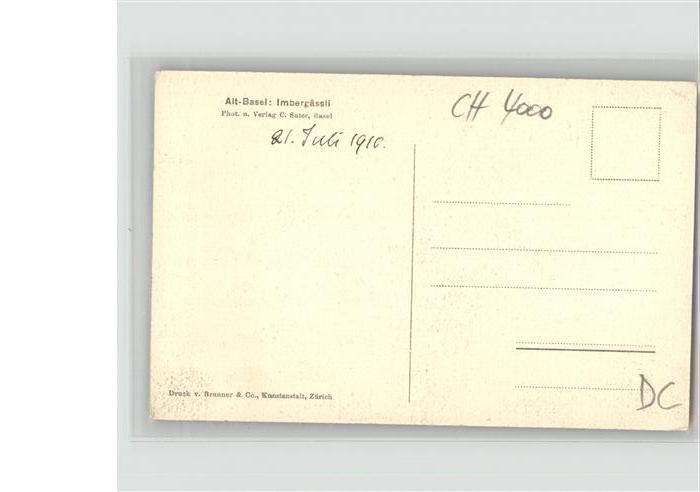 Alt-Basel: Imbergässli
Phot. u. Verlag C. Suter, Basel
21. Juli 1910.
CH 4000
Druck v. Brunner & Co., Kunstanstalt, Zürich
DC